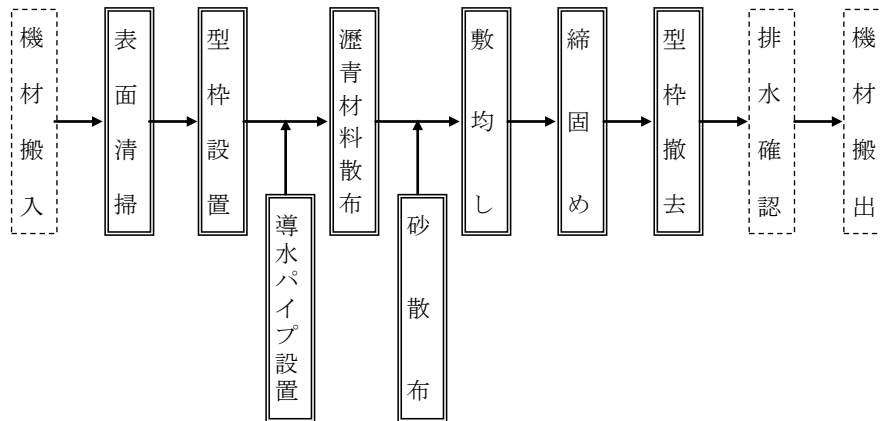 機材搬入
表面清掃
型枠設置
導水パイプ設置
瀝青材料散布
砂散布
敷均し
締固め
型枠撤去
排水確認
機材搬出